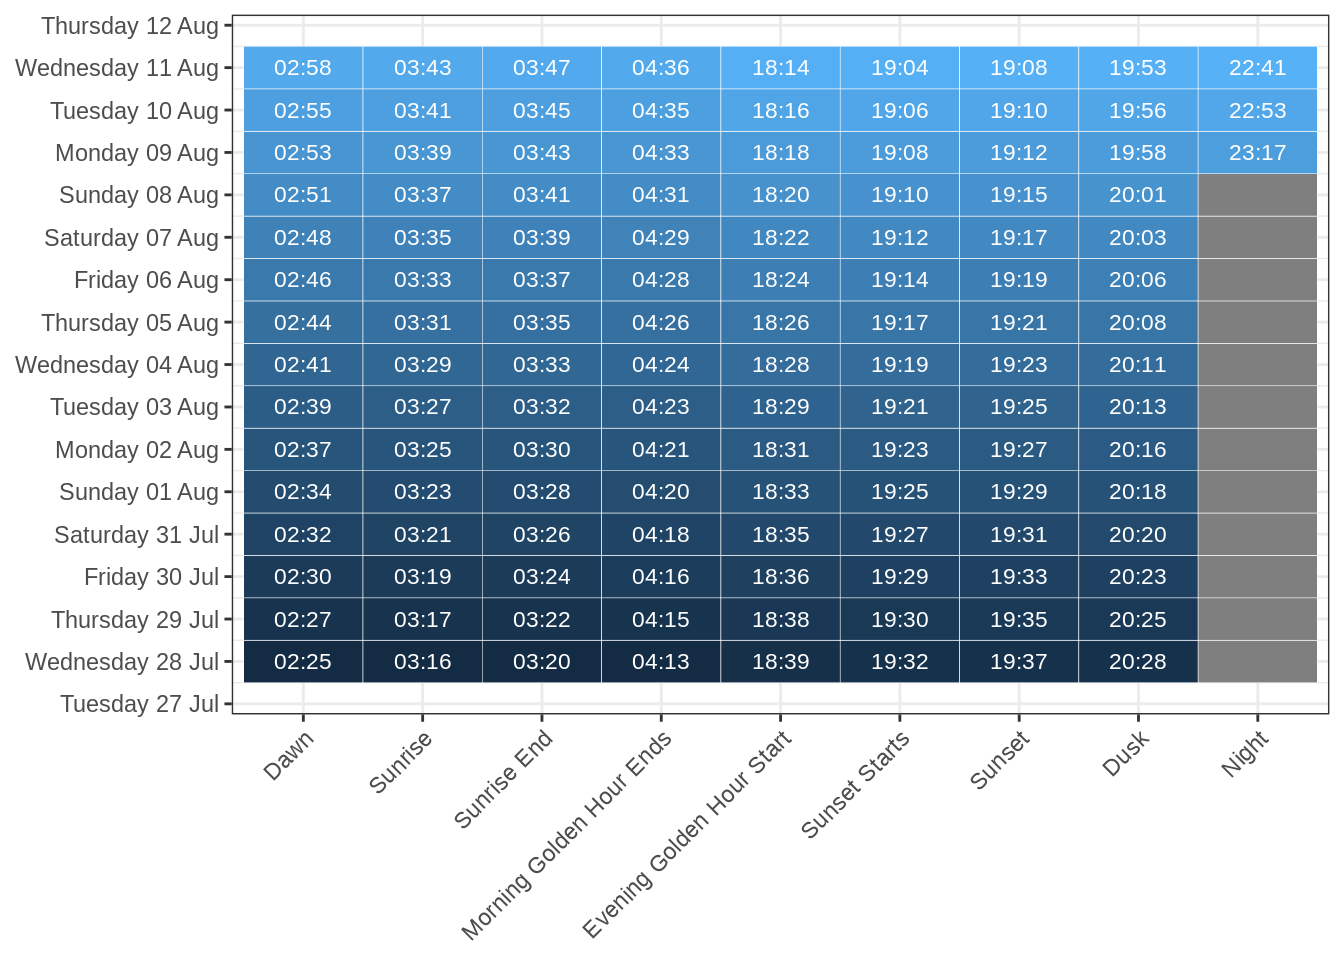 Thursday 12 Aug
Wednesday 11 Aug 02:58 03:43 03:47 04:36 18:14 19:04 19:08 19:53 22:41
Tuesday 10 Aug 02:55 03:41 03:45 04:35 18:16 19:06 19:10 19:56 22:53
Monday 09 Aug 02:53 03:39 03:43 04:33 18:18 19:08 19:12 19:58 23:17
Sunday 08 Aug 02:51 03:37 03:41 04:31 18:20 19:10 19:15 20:01
Saturday 07 Aug 02:48 03:35 03:39 04:29 18:22 19:12 19:17 20:03
Friday 06 Aug 02:46 03:33 03:37 04:28 18:24 19:14 19:19 20:06
Thursday 05 Aug 02:44 03:31 03:35 04:26 18:26 19:17 19:21 20:08
Wednesday 04 Aug 02:41 03:29 03:33 04:24 18:28 19:19 19:23 20:11
Tuesday 03 Aug 02:39 03:27 03:32 04:23 18:29 19:21 19:25 20:13
Monday 02 Aug 02:37 03:25 03:30 04:21 18:31 19:23 19:27 20:16
Sunday 01 Aug 02:34 03:23 03:28 04:20 18:33 19:25 19:29 20:18
Saturday 31 Jul 02:32 03:21 03:26 04:18 18:35 19:27 19:31 20:20
Friday 30 Jul 02:30 03:19 03:24 04:16 18:36 19:29 19:33 20:23
Thursday 29 Jul 02:27 03:17 03:22 04:15 18:38 19:30 19:35 20:25
Wednesday 28 Jul 02:25 03:16 03:20 04:13 18:39 19:32 19:37 20:28
Tuesday 27 Jul
Dawn
Sunrise
Sunrise End
Morning Golden Hour Ends
Evening Golden Hour Start
Sunset Starts
Sunset
Dusk
Night